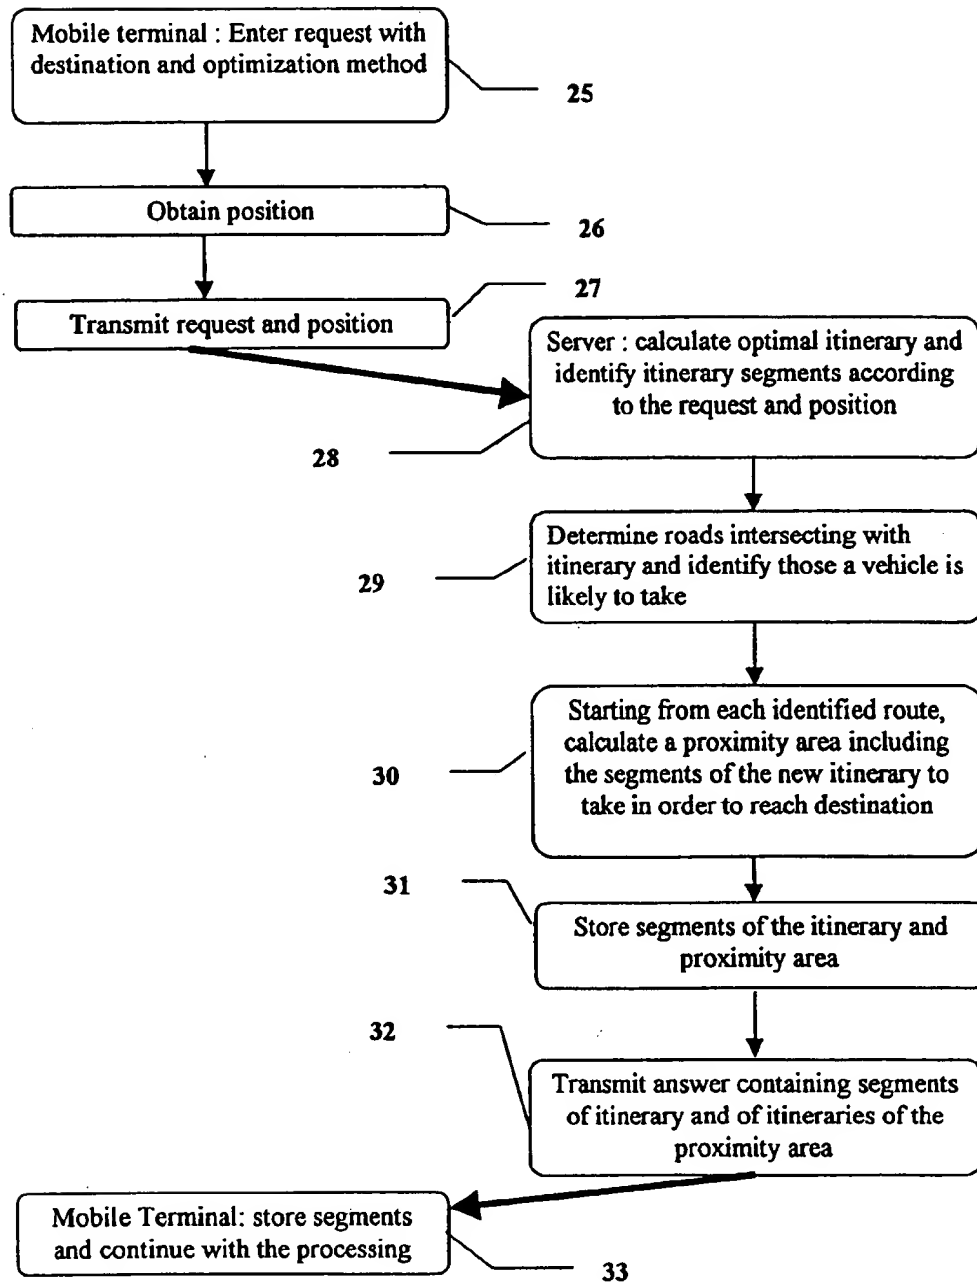 Mobile terminal : Enter request with
destination and optimization method
25
Obtain position
26
27
Transmit request and position
Server : calculate optimal itinerary and
identify itinerary segments according
to the request and position
28
Determine roads intersecting with
itinerary and identify those a vehicle is
likely to take
29
Starting from each identified route,
calculate a proximity area including
the segments of the new itinerary to
take in order to reach destination
30
31
Store segments of the itinerary and
proximity area
32
Transmit answer containing segments
of itinerary and of itineraries of the
proximity area
Mobile Terminal: store segments
and continue with the processing
33